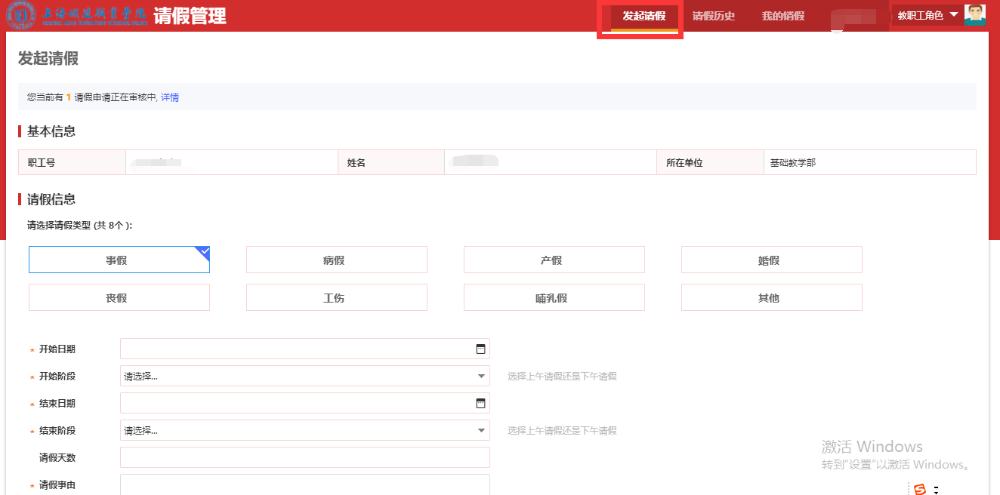 上海城建职业学院 请假管理 发起请假 请假历史 我的销假 教职工角色
发起请假
您当前有 1 请假申请正在审核中, 详情
基本信息
职工号 姓名 所在单位 基础教学部
请假信息
请选择请假类型 (共 8个 ):
事假 病假 产假 婚假
丧假 工伤 哺乳假 其他
* 开始日期
* 开始阶段 请选择... 选择上午请假还是下午请假
* 结束日期
* 结束阶段 请选择... 选择上午请假还是下午请假
请假天数
* 请假事由
激活 Windows
转到"设置"以激活 Windows。